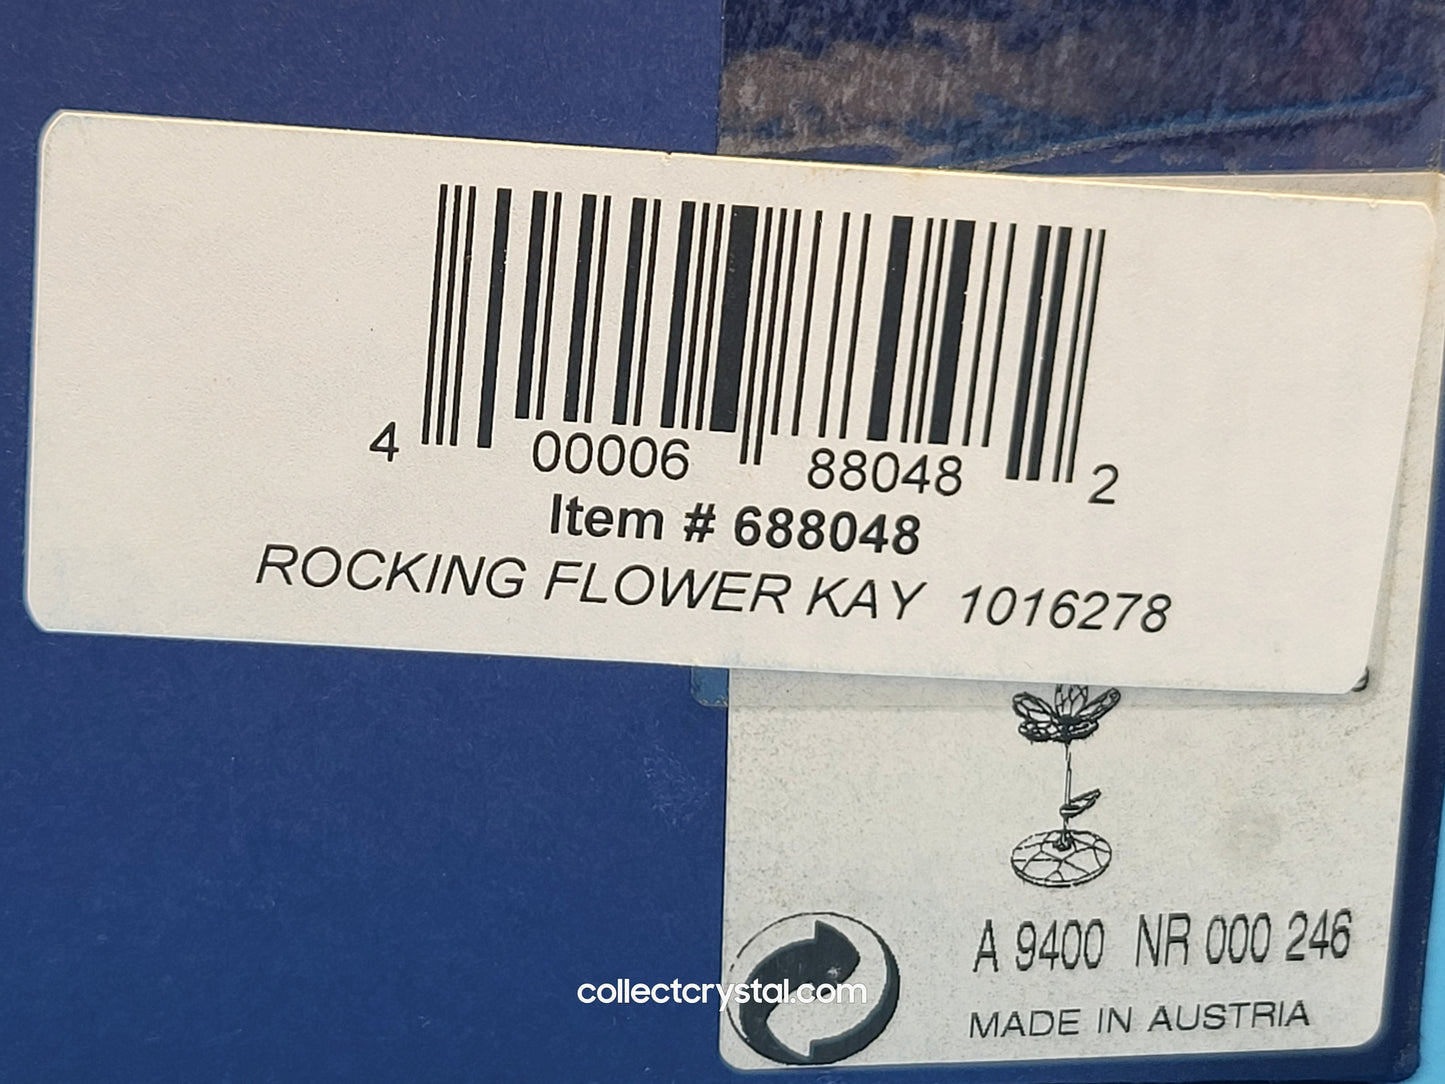 4 00006 88048 2
Item # 688048
ROCKING FLOWER KAY 1016278
A 9400 NR 000 246
collectcrystal.com
MADE IN AUSTRIA